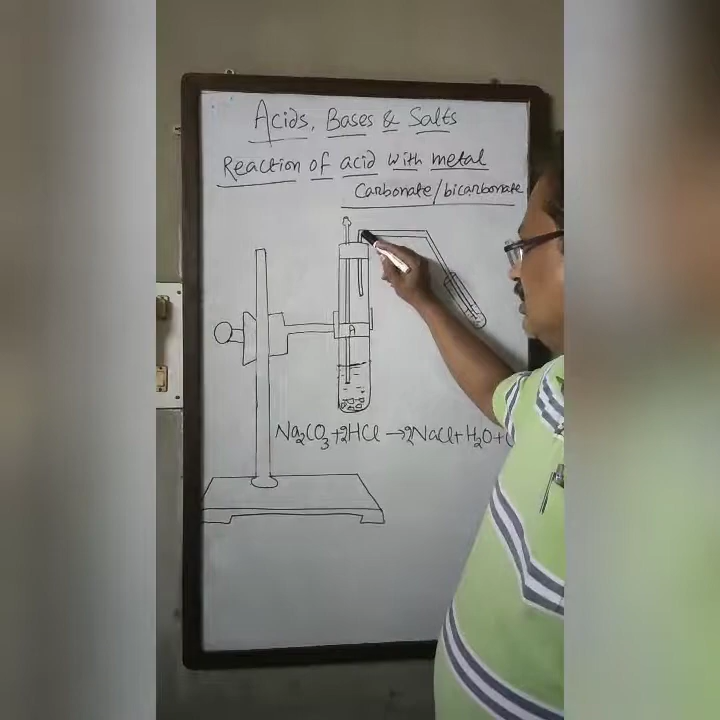 Acids, Bases & Salts
Reaction of acid with metal
Carbonate/bicarbonate
A
Na₂CO₃ + 2HCl → 2NaCl + H₂O +